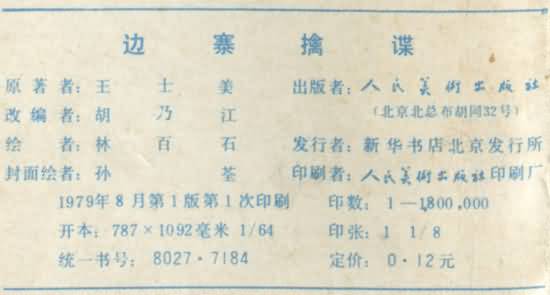 边寨擒谍
原著者：王士美 出版者：人民美術出版社
改编者：胡乃江 （北京北总布胡同32号）
绘者：林百石 发行者：新华书店北京发行所
封面绘者：孙荃 印刷者：人民美術出版社印刷厂
1979年8月第1版第1次印刷 印数：1—1,800,000
开本：787×1092毫米 1/64 印张：1 1/8
统一书号：8027·7184 定价：0·12元